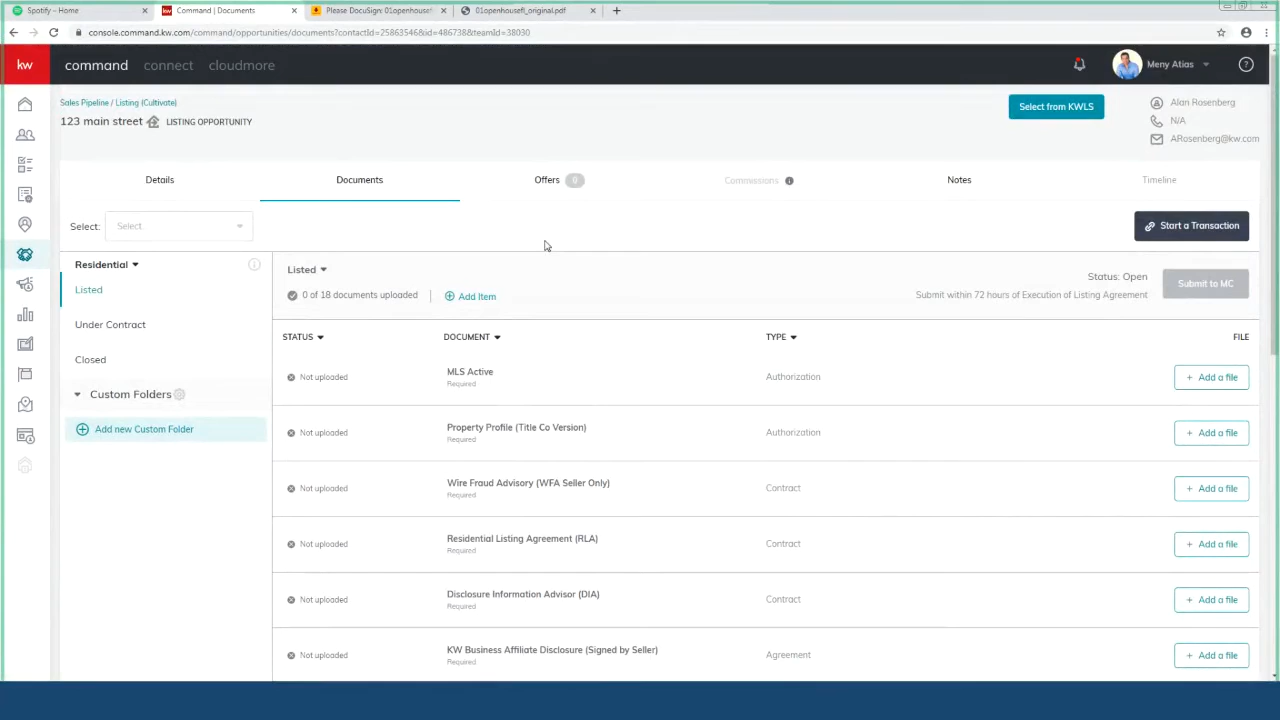 Spotify – Home
Command | Documents
Please DocuSign: 01openhousef
01openhousefl_original.pdf
console.command.kw.com/command/opportunities/documents?contactId=25863546&id=486738&teamId=38030
kw
command
connect
cloudmore
Meny Atias
Sales Pipeline / Listing (Cultivate)
123 main street
LISTING OPPORTUNITY
Select from KWLS
Alan Rosenberg
N/A
ARosenberg@kw.com
Details
Documents
Offers 0
Commissions
Notes
Timeline
Select:
Select
Start a Transaction
Residential
Listed
Under Contract
Closed
Custom Folders
Add new Custom Folder
Listed
0 of 18 documents uploaded
Add Item
Status: Open
Submit within 72 hours of Execution of Listing Agreement
Submit to MC
STATUS
DOCUMENT
TYPE
FILE
Not uploaded
MLS Active
Required
Authorization
+ Add a file
Not uploaded
Property Profile (Title Co Version)
Required
Authorization
+ Add a file
Not uploaded
Wire Fraud Advisory (WFA Seller Only)
Required
Contract
+ Add a file
Not uploaded
Residential Listing Agreement (RLA)
Required
Contract
+ Add a file
Not uploaded
Disclosure Information Advisor (DIA)
Required
Contract
+ Add a file
Not uploaded
KW Business Affiliate Disclosure (Signed by Seller)
Required
Agreement
+ Add a file